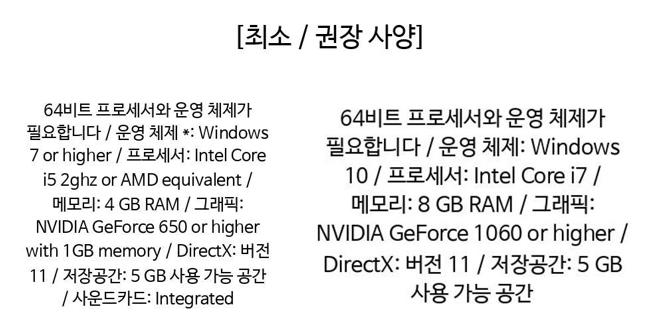 [최소 / 권장 사양]
64비트 프로세서와 운영 체제가
필요합니다 / 운영 체제 *: Windows
7 or higher / 프로세서: Intel Core
i5 2ghz or AMD equivalent /
메모리: 4 GB RAM / 그래픽:
NVIDIA GeForce 650 or higher
with 1GB memory / DirectX: 버전
11 / 저장공간: 5 GB 사용 가능 공간
/ 사운드카드: Integrated
64비트 프로세서와 운영 체제가
필요합니다 / 운영 체제: Windows
10 / 프로세서: Intel Core i7 /
메모리: 8 GB RAM / 그래픽:
NVIDIA GeForce 1060 or higher /
DirectX: 버전 11 / 저장공간: 5 GB
사용 가능 공간